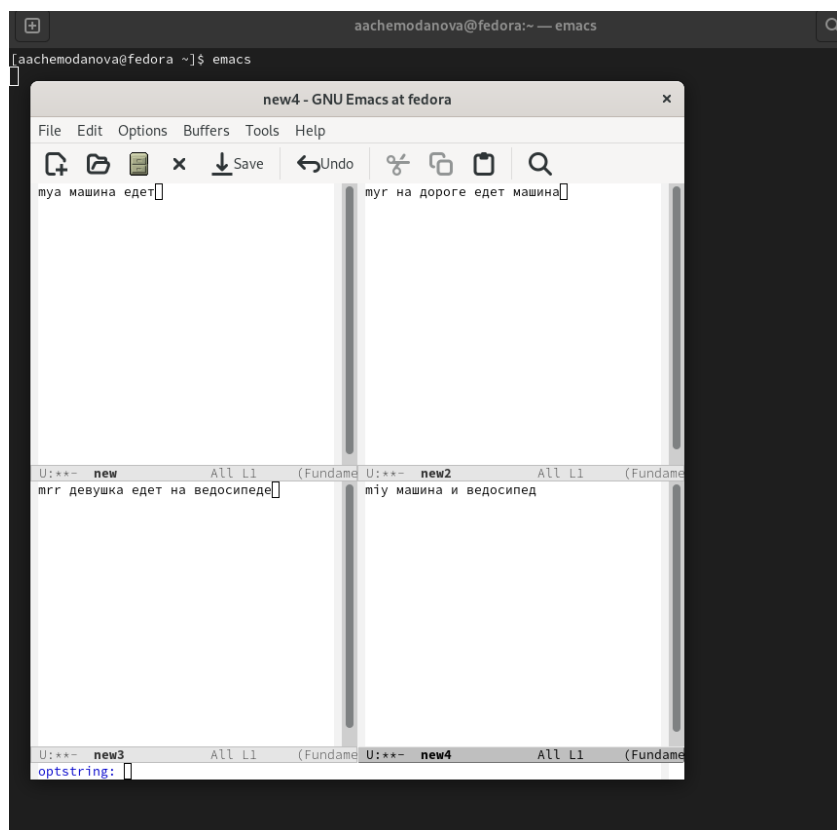 aachemodanova@fedora:~ — emacs
[aachemodanova@fedora ~]$ emacs
new4 - GNU Emacs at fedora
File Edit Options Buffers Tools Help
Save Undo
mya машина едет
myr на дороге едет машина
U:**- new All L1 (Fundame
U:**- new2 All L1 (Fundame
mrr девушка едет на ведосипеде
miy машина и ведосипед
U:**- new3 All L1 (Fundame
U:**- new4 All L1 (Fundame
optstring: